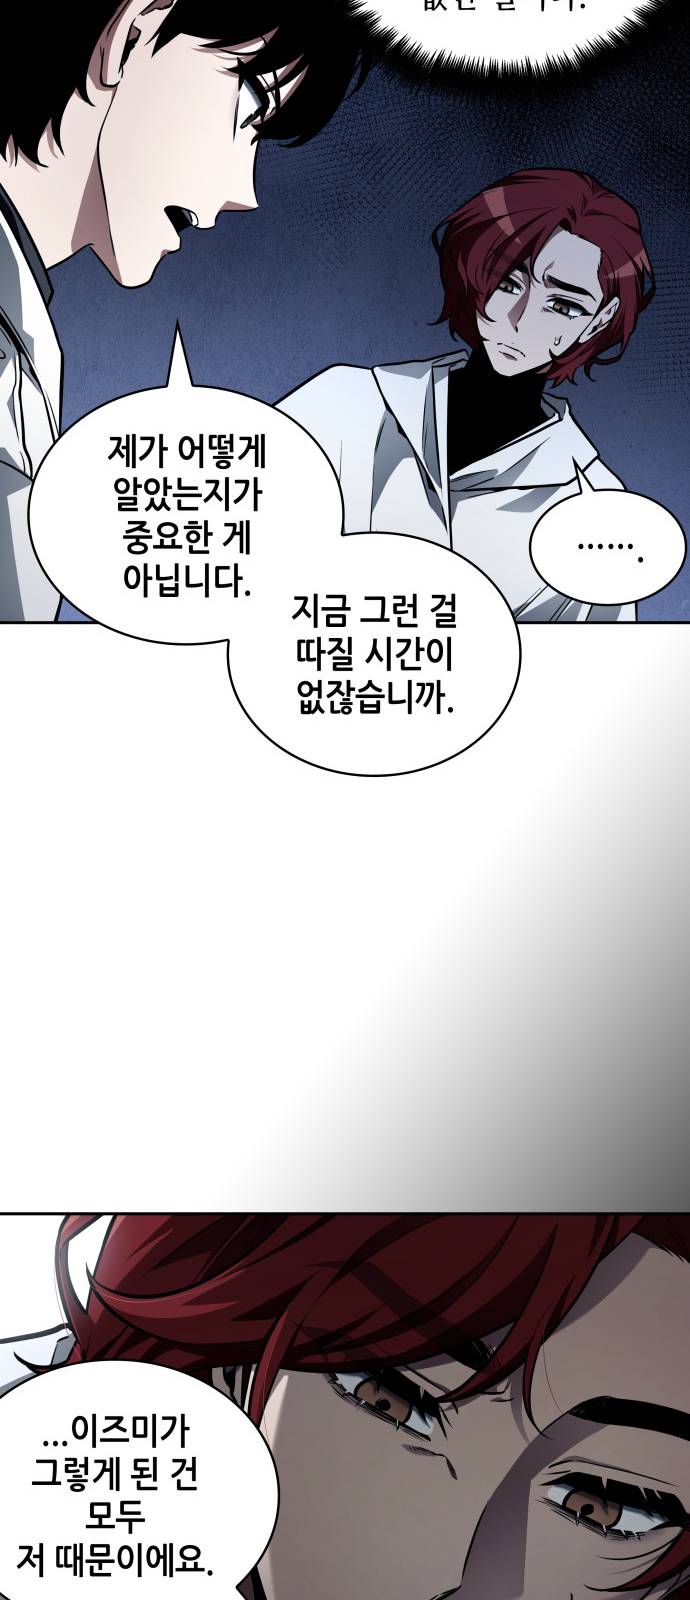 제가 어떻게
알았는지가
중요한 게
아닙니다.
지금 그런 걸
따질 시간이
없잖습니까.
…….
...이즈미가
그렇게 된 건
모두
저 때문이에요.